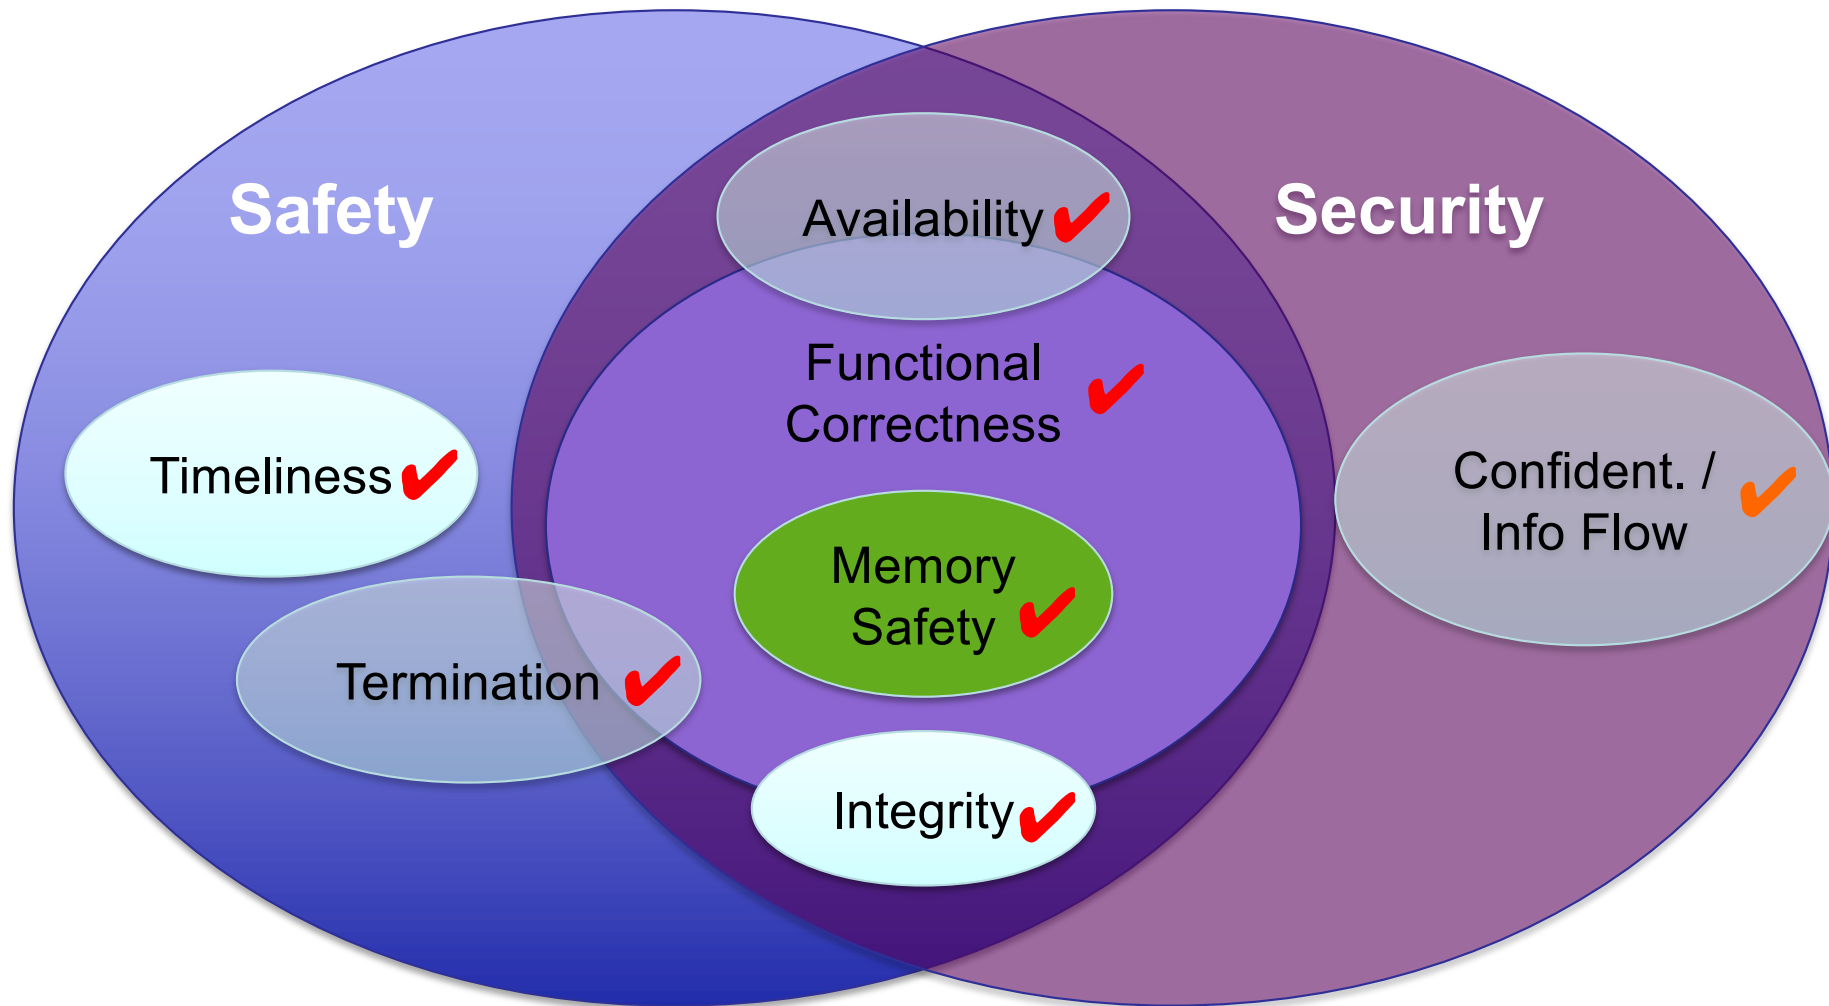 Safety
Security
Availability
Functional
Correctness
Timeliness
Confident. /
Info Flow
Memory
Safety
Termination
Integrity